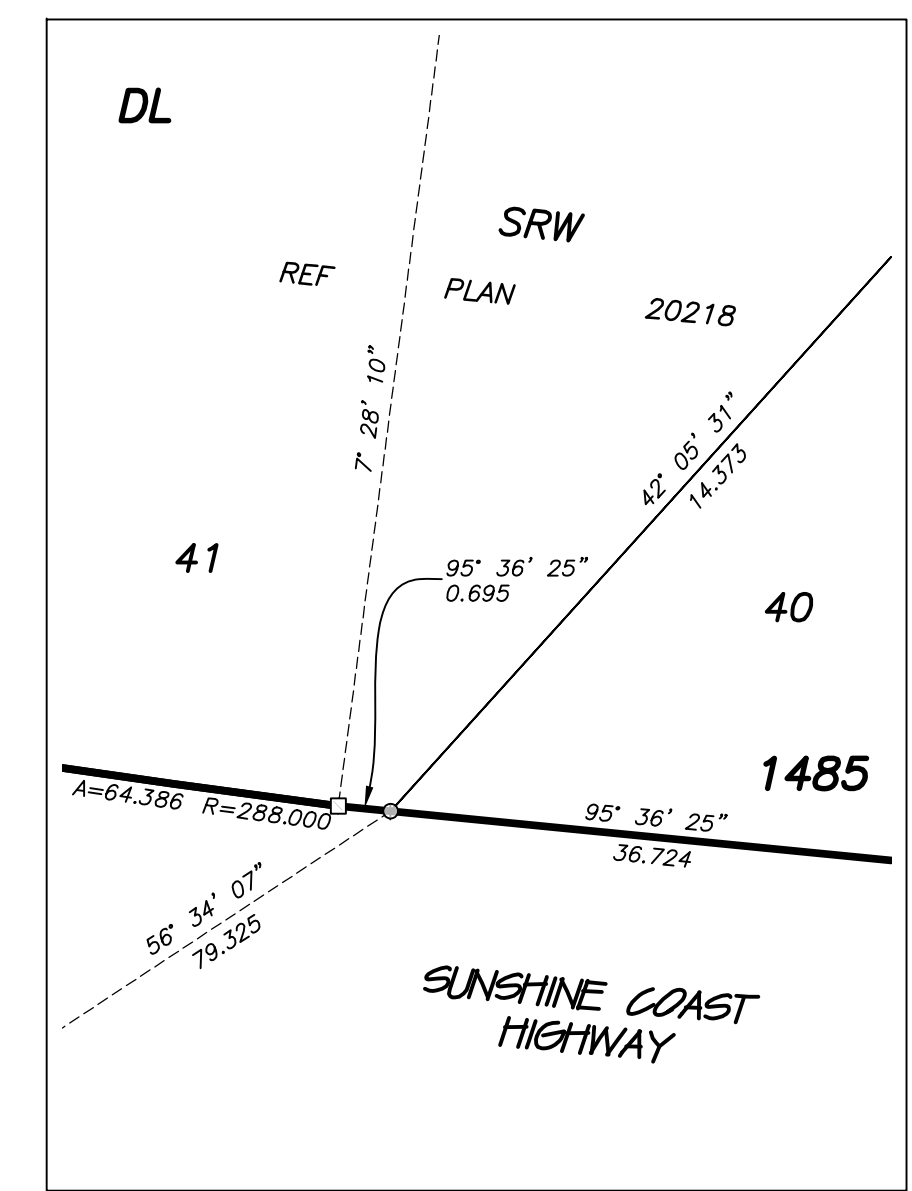 DL
SRW
REF PLAN 20218
7° 28' 10"
42° 05' 31"
14.373
41
95° 36' 25"
0.695
40
1485
A=64.386 R=288.000
95° 36' 25"
36.724
56° 34' 07"
79.325
SUNSHINE COAST
HIGHWAY